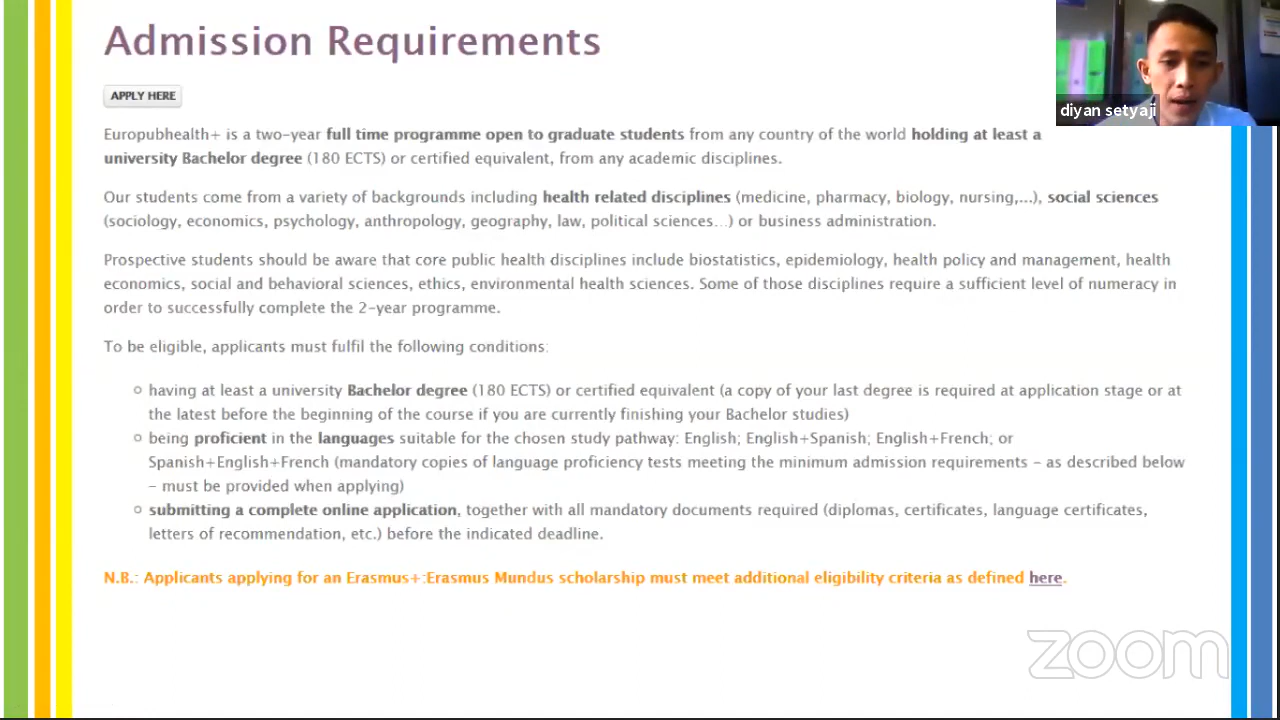 Admission Requirements
APPLY HERE
diyan setyaji
Europubhealth+ is a two-year full time programme open to graduate students from any country of the world holding at least a
university Bachelor degree (180 ECTS) or certified equivalent, from any academic disciplines.
Our students come from a variety of backgrounds including health related disciplines (medicine, pharmacy, biology, nursing,...), social sciences
(sociology, economics, psychology, anthropology, geography, law, political sciences...) or business administration.
Prospective students should be aware that core public health disciplines include biostatistics, epidemiology, health policy and management, health
economics, social and behavioral sciences, ethics, environmental health sciences. Some of those disciplines require a sufficient level of numeracy in
order to successfully complete the 2-year programme.
To be eligible, applicants must fulfil the following conditions:
having at least a university Bachelor degree (180 ECTS) or certified equivalent (a copy of your last degree is required at application stage or at
the latest before the beginning of the course if you are currently finishing your Bachelor studies)
being proficient in the languages suitable for the chosen study pathway: English; English+Spanish; English+French; or
Spanish+English+French (mandatory copies of language proficiency tests meeting the minimum admission requirements - as described below
- must be provided when applying)
submitting a complete online application, together with all mandatory documents required (diplomas, certificates, language certificates,
letters of recommendation, etc.) before the indicated deadline.
N.B.: Applicants applying for an Erasmus+:Erasmus Mundus scholarship must meet additional eligibility criteria as defined here.
zoom